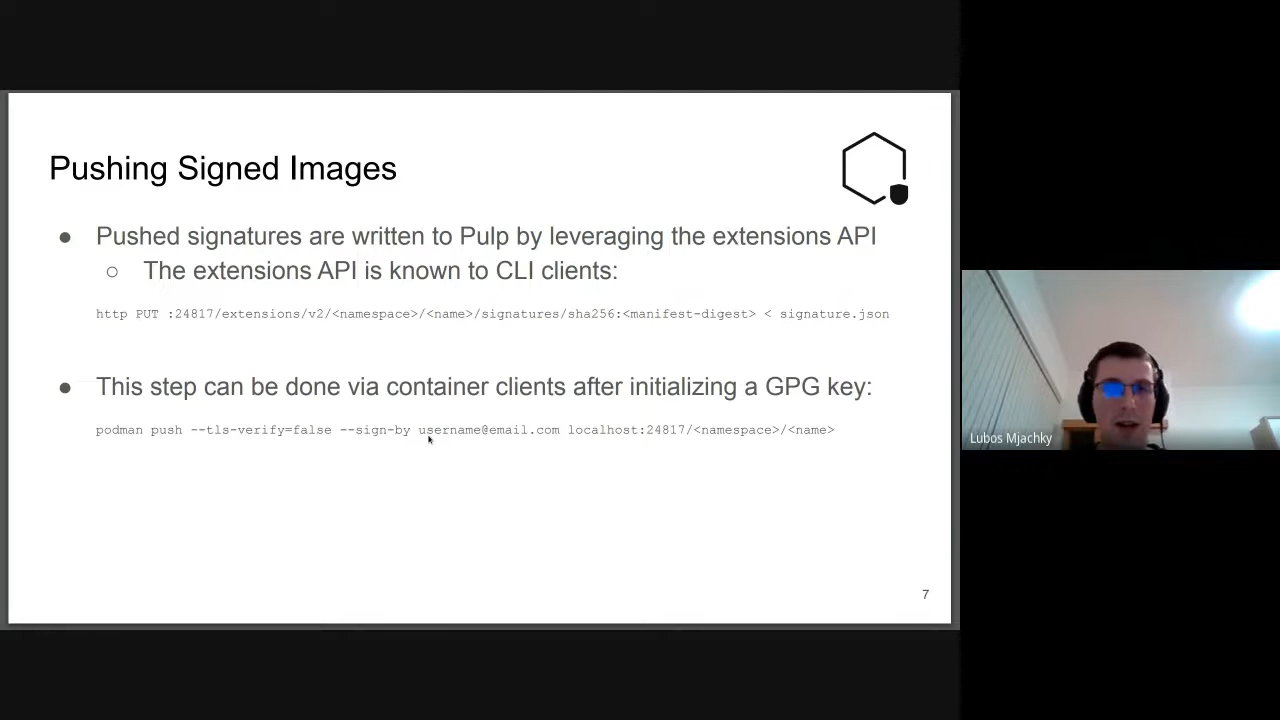 Pushing Signed Images
● Pushed signatures are written to Pulp by leveraging the extensions API
○ The extensions API is known to CLI clients:
http PUT :24817/extensions/v2/<namespace>/<name>/signatures/sha256:<manifest-digest> < signature.json
● This step can be done via container clients after initializing a GPG key:
podman push --tls-verify=false --sign-by username@email.com localhost:24817/<namespace>/<name>
7
Lubos Mjachky